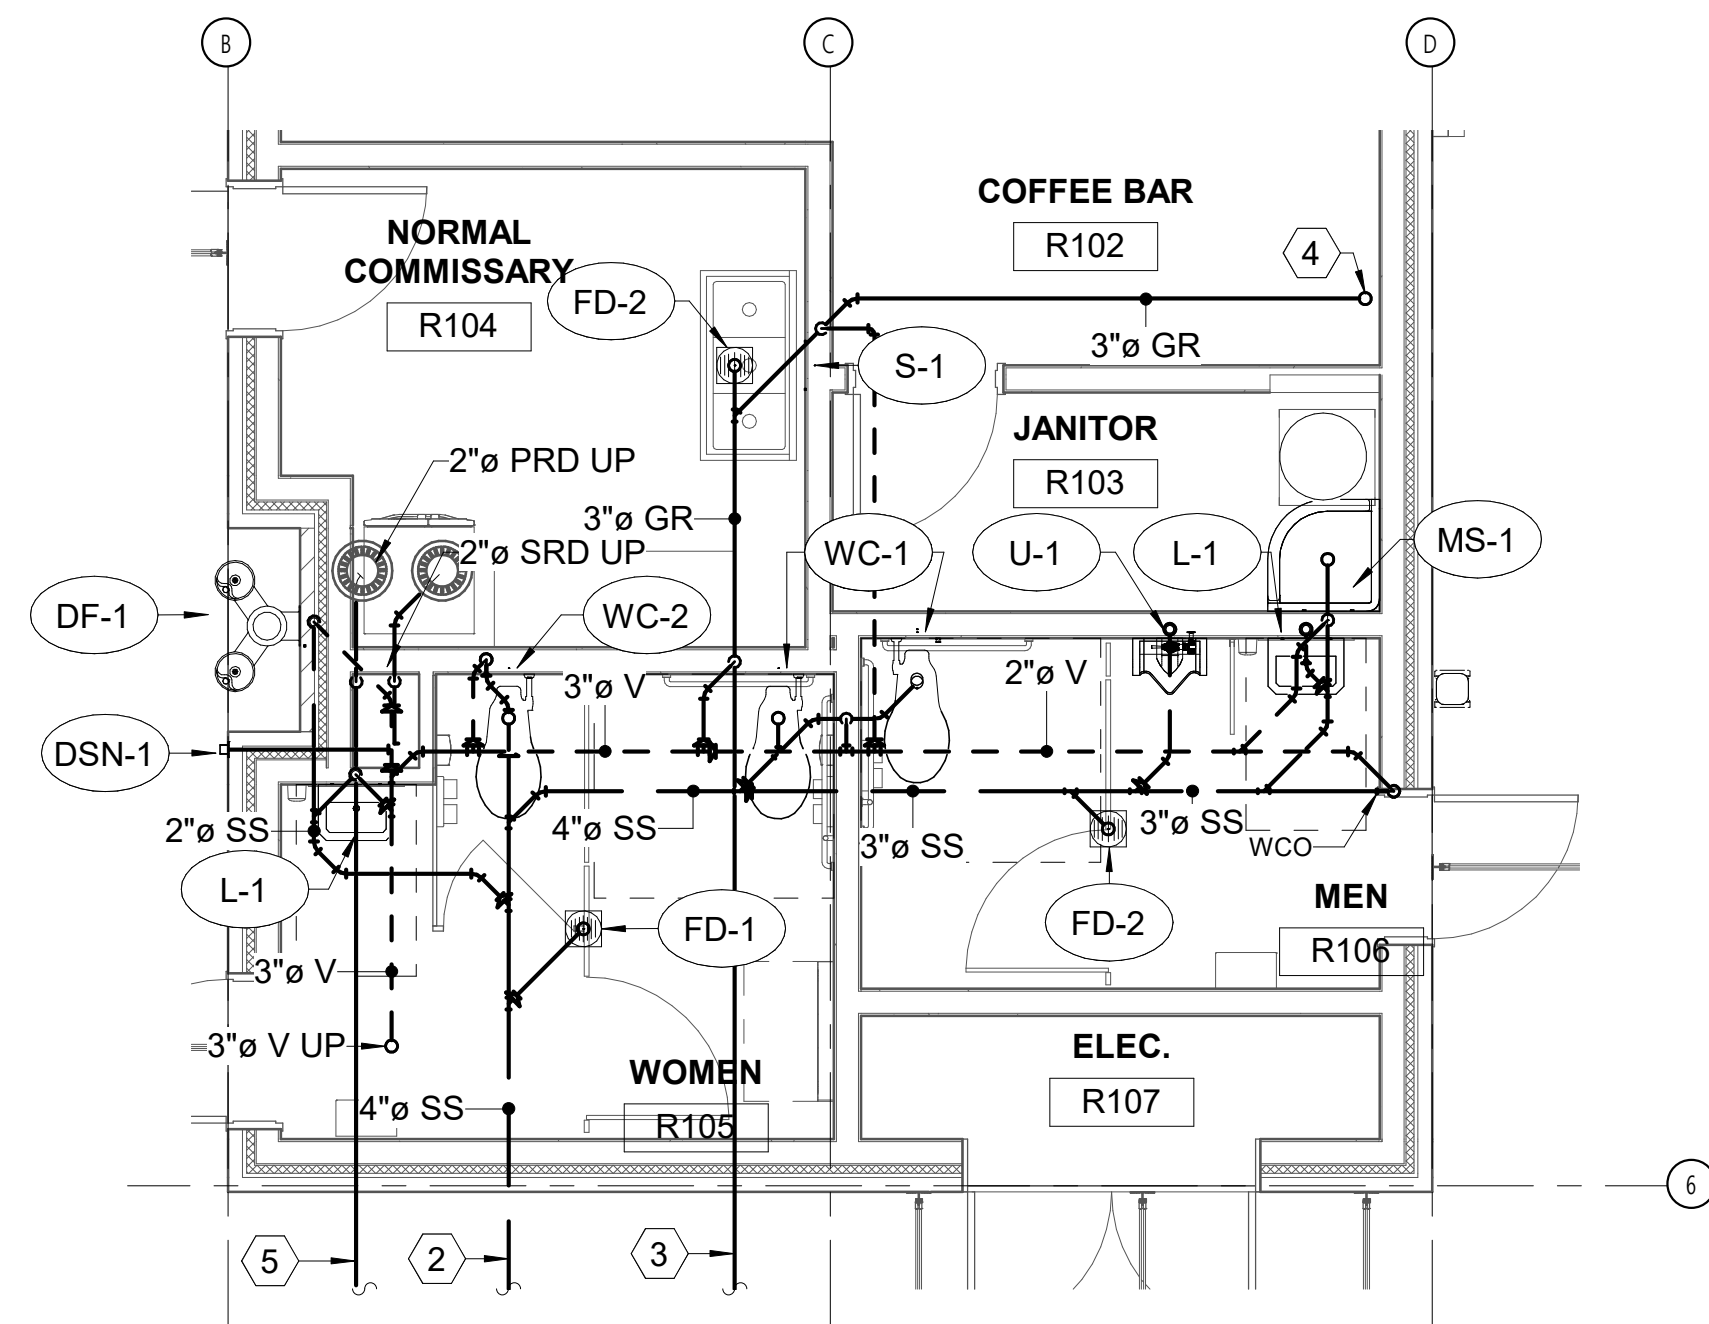 B
C
D
COFFEE BAR
R102
4
NORMAL
COMMISSARY
R104
FD-2
3"ø GR
S-1
JANITOR
R103
2"ø PRD UP
3"ø GR
2"ø SRD UP
WC-1
U-1
L-1
MS-1
DF-1
WC-2
3"ø V
2"ø V
DSN-1
2"ø SS
4"ø SS
3"ø SS
3"ø SS
WCO
L-1
FD-1
FD-2
MEN
R106
3"ø V
3"ø V UP
WOMEN
R105
ELEC.
R107
4"ø SS
6
5
2
3